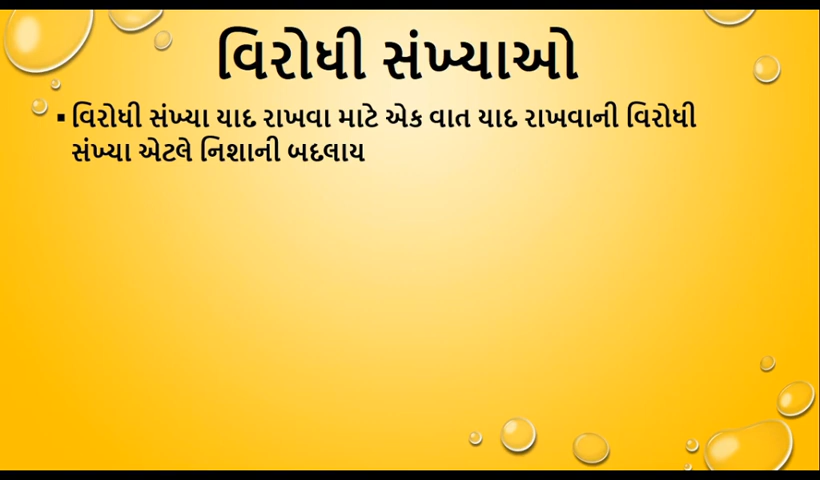 વિરોધી સંખ્યાઓ
▪ વિરોધી સંખ્યા યાદ રાખવા માટે એક વાત યાદ રાખવાની વિરોધી
સંખ્યા એટલે નિશાની બદલાય